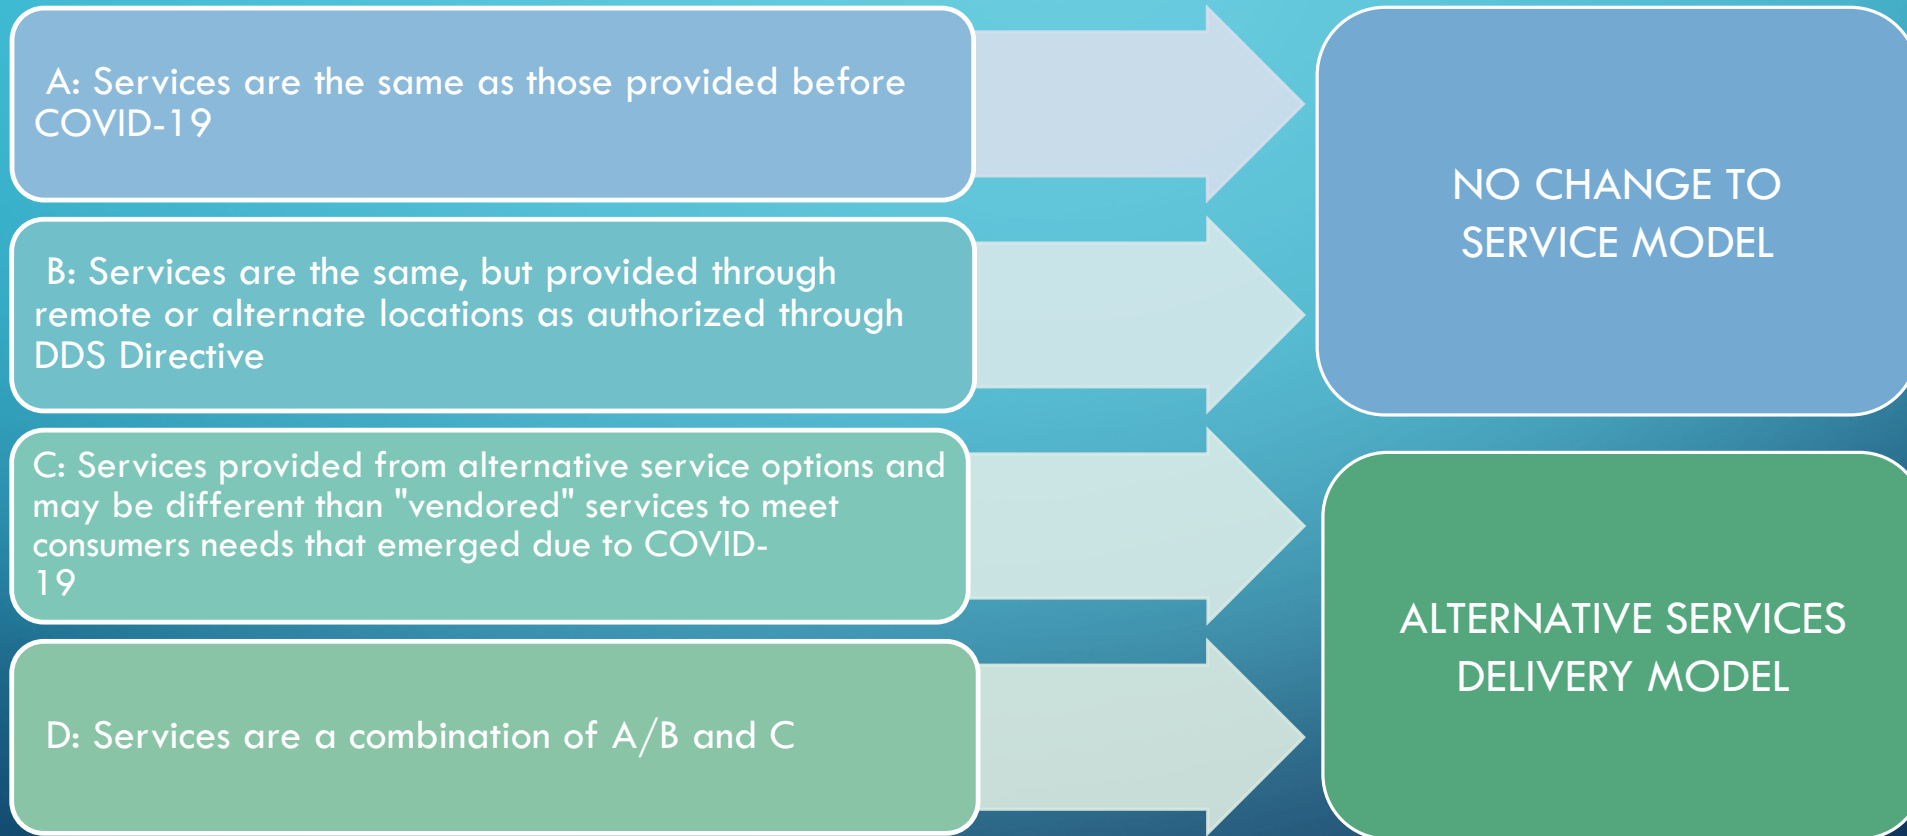 A: Services are the same as those provided before
COVID-19
NO CHANGE TO
SERVICE MODEL
B: Services are the same, but provided through
remote or alternate locations as authorized through
DDS Directive
C: Services provided from alternative service options and
may be different than "vendored" services to meet
consumers needs that emerged due to COVID-
19
ALTERNATIVE SERVICES
DELIVERY MODEL
D: Services are a combination of A/B and C